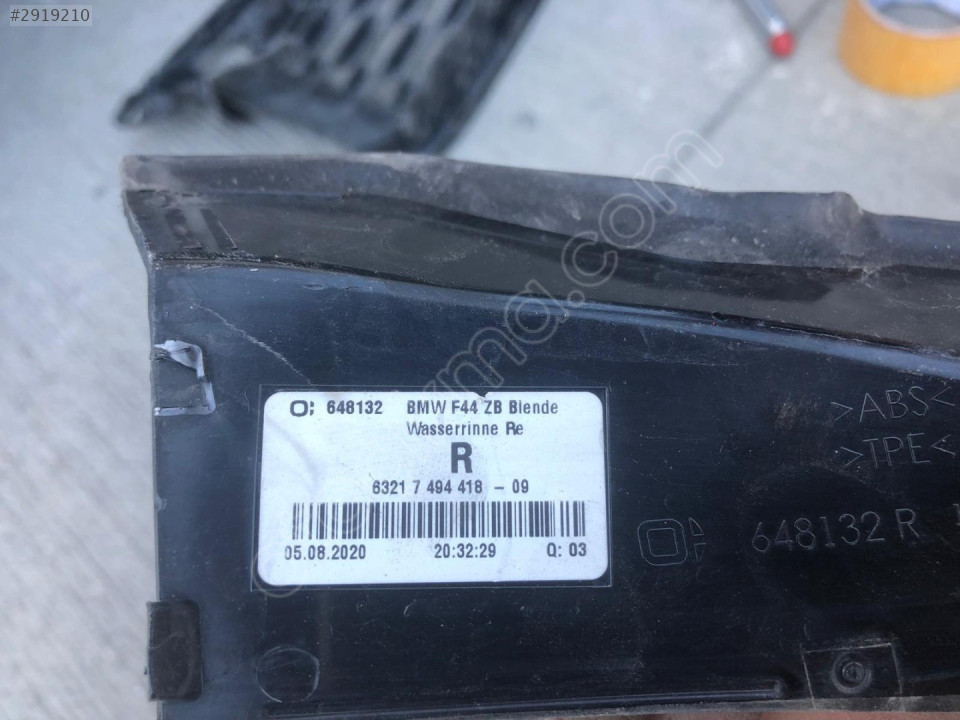 #2919210
648132 BMW F44 ZB Blende
Wasserrinne Re
R
6321 7 494 418 - 09
05.08.2020 20:32:29 Q: 03
>ABS<
>TPE<
648132 R